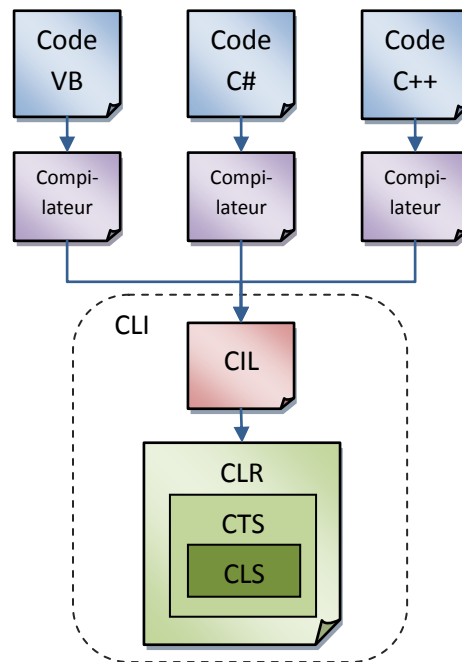 Code
VB
Code
C#
Code
C++
Compi-
lateur
Compi-
lateur
Compi-
lateur
CLI
CIL
CLR
CTS
CLS